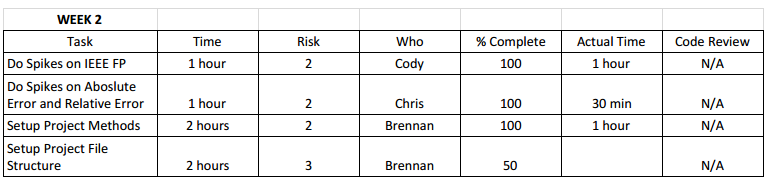 WEEK 2
Task Time Risk Who % Complete Actual Time Code Review
Do Spikes on IEEE FP 1 hour 2 Cody 100 1 hour N/A
Do Spikes on Aboslute
Error and Relative Error 1 hour 2 Chris 100 30 min N/A
Setup Project Methods 2 hours 2 Brennan 100 1 hour N/A
Setup Project File
Structure 2 hours 3 Brennan 50 N/A